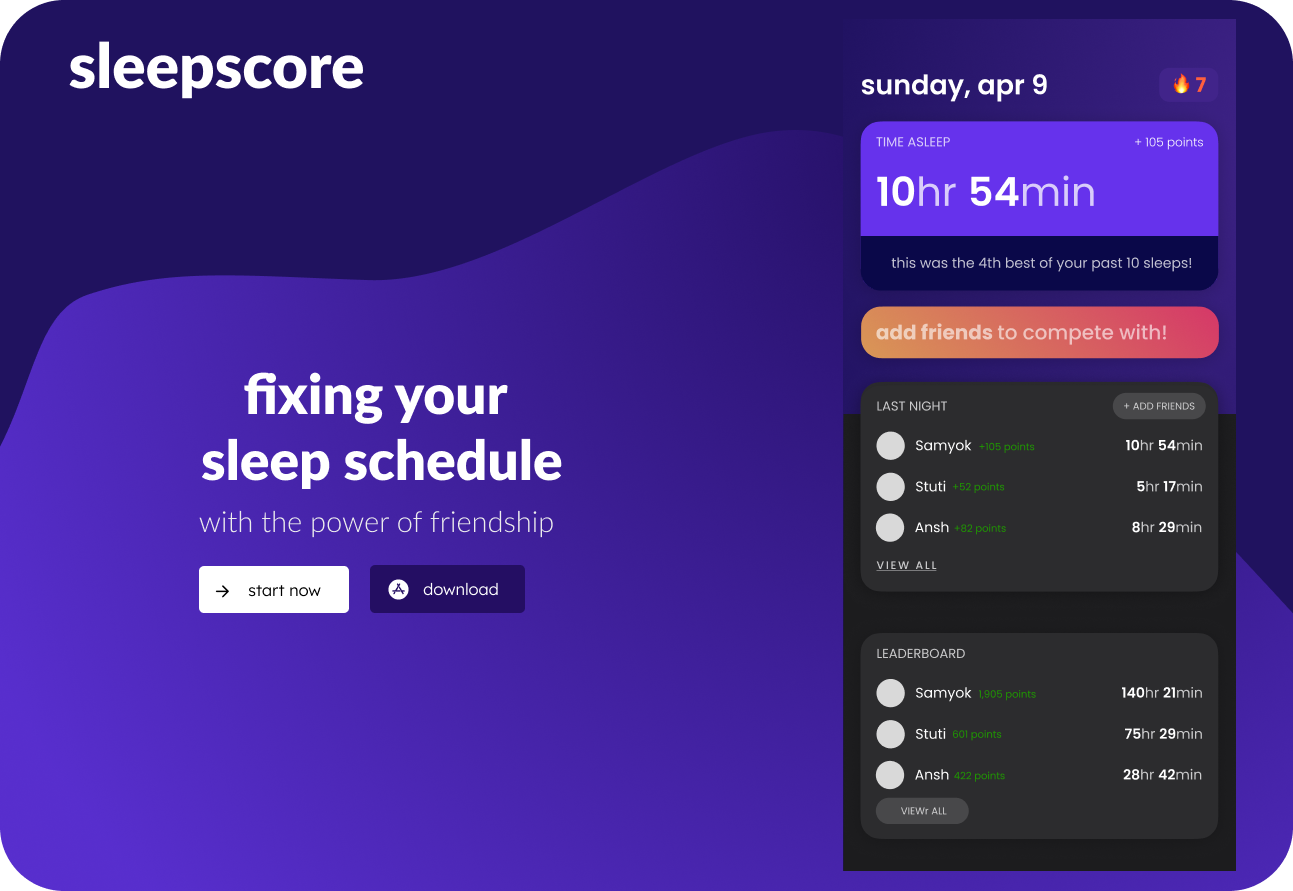 sleepscore
fixing your
sleep schedule
with the power of friendship
start now
download
sunday, apr 9
7
TIME ASLEEP
+ 105 points
10hr 54min
this was the 4th best of your past 10 sleeps!
add friends to compete with!
LAST NIGHT
+ ADD FRIENDS
Samyok +105 points 10hr 54min
Stuti +52 points 5hr 17min
Ansh +82 points 8hr 29min
VIEW ALL
LEADERBOARD
Samyok 1,905 points 140hr 21min
Stuti 601 points 75hr 29min
Ansh 422 points 28hr 42min
VIEWr ALL